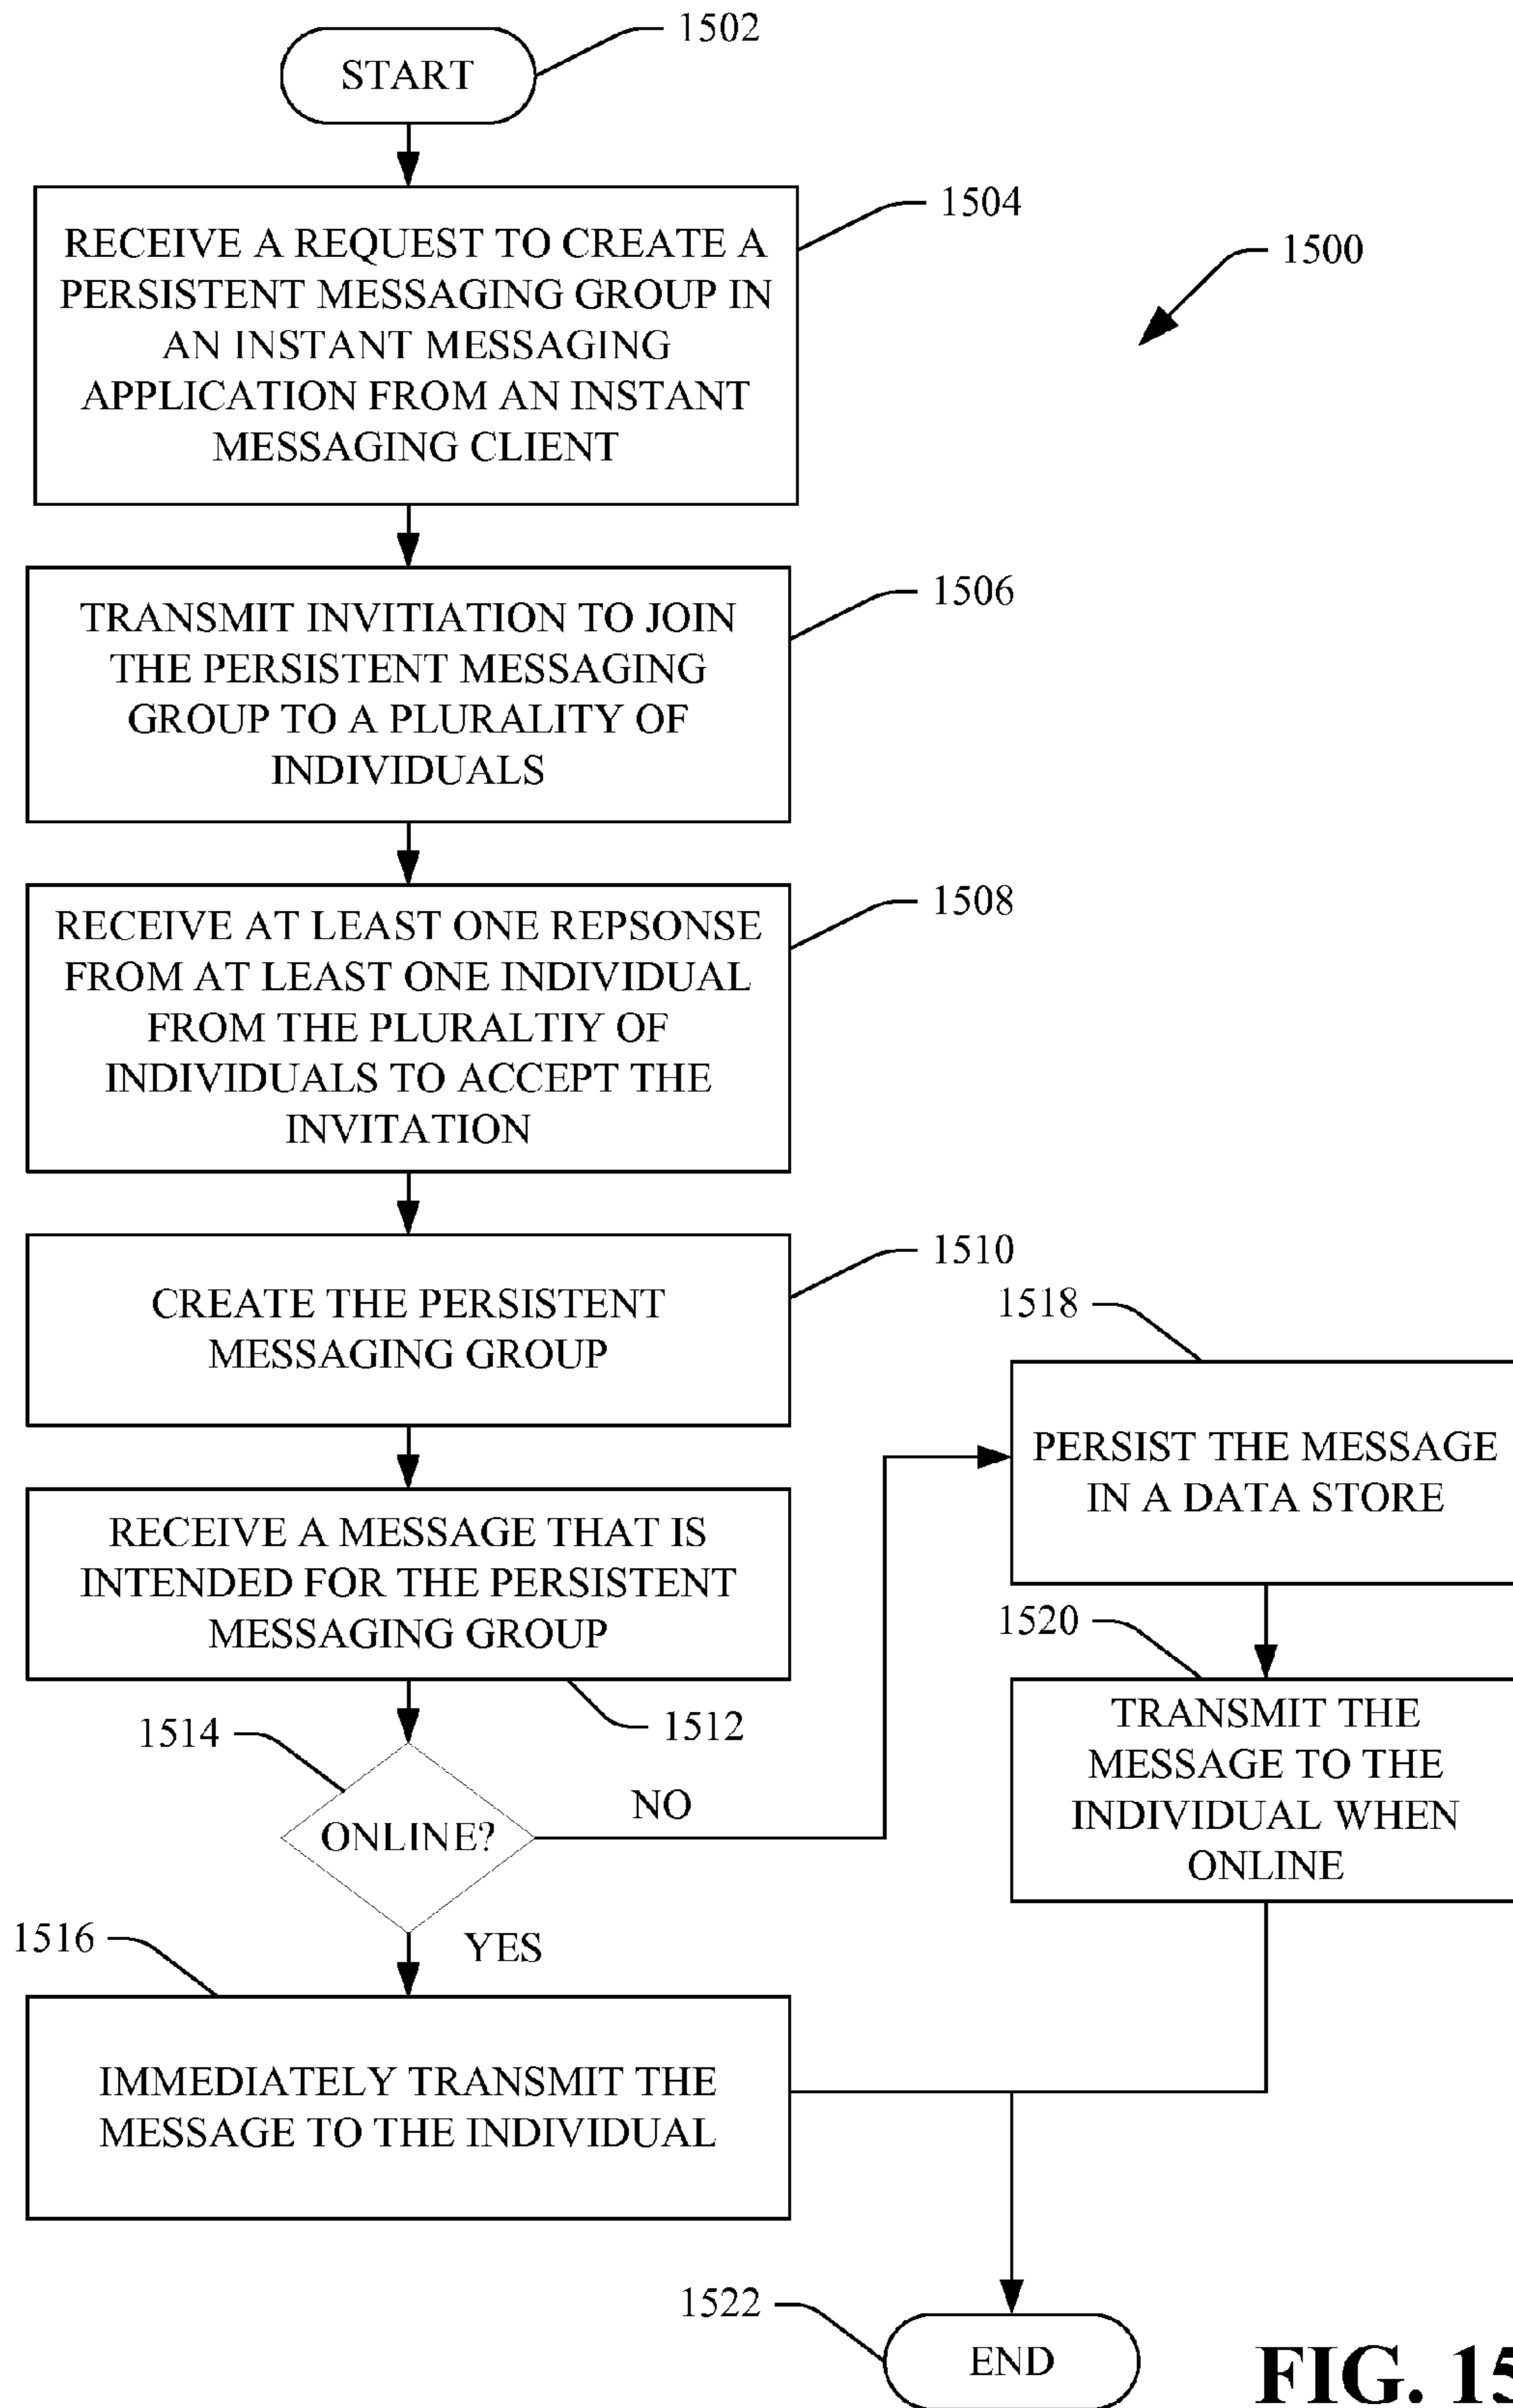 1502
START
1504
RECEIVE A REQUEST TO CREATE A
PERSISTENT MESSAGING GROUP IN
AN INSTANT MESSAGING
APPLICATION FROM AN INSTANT
MESSAGING CLIENT
1500
1506
TRANSMIT INVITIATION TO JOIN
THE PERSISTENT MESSAGING
GROUP TO A PLURALITY OF
INDIVIDUALS
1508
RECEIVE AT LEAST ONE REPSONSE
FROM AT LEAST ONE INDIVIDUAL
FROM THE PLURALTIY OF
INDIVIDUALS TO ACCEPT THE
INVITATION
1510
CREATE THE PERSISTENT
MESSAGING GROUP
1518
PERSIST THE MESSAGE
IN A DATA STORE
RECEIVE A MESSAGE THAT IS
INTENDED FOR THE PERSISTENT
MESSAGING GROUP
1512
1520
TRANSMIT THE
MESSAGE TO THE
INDIVIDUAL WHEN
ONLINE
1514
ONLINE?
NO
YES
1516
IMMEDIATELY TRANSMIT THE
MESSAGE TO THE INDIVIDUAL
1522
END
FIG. 15